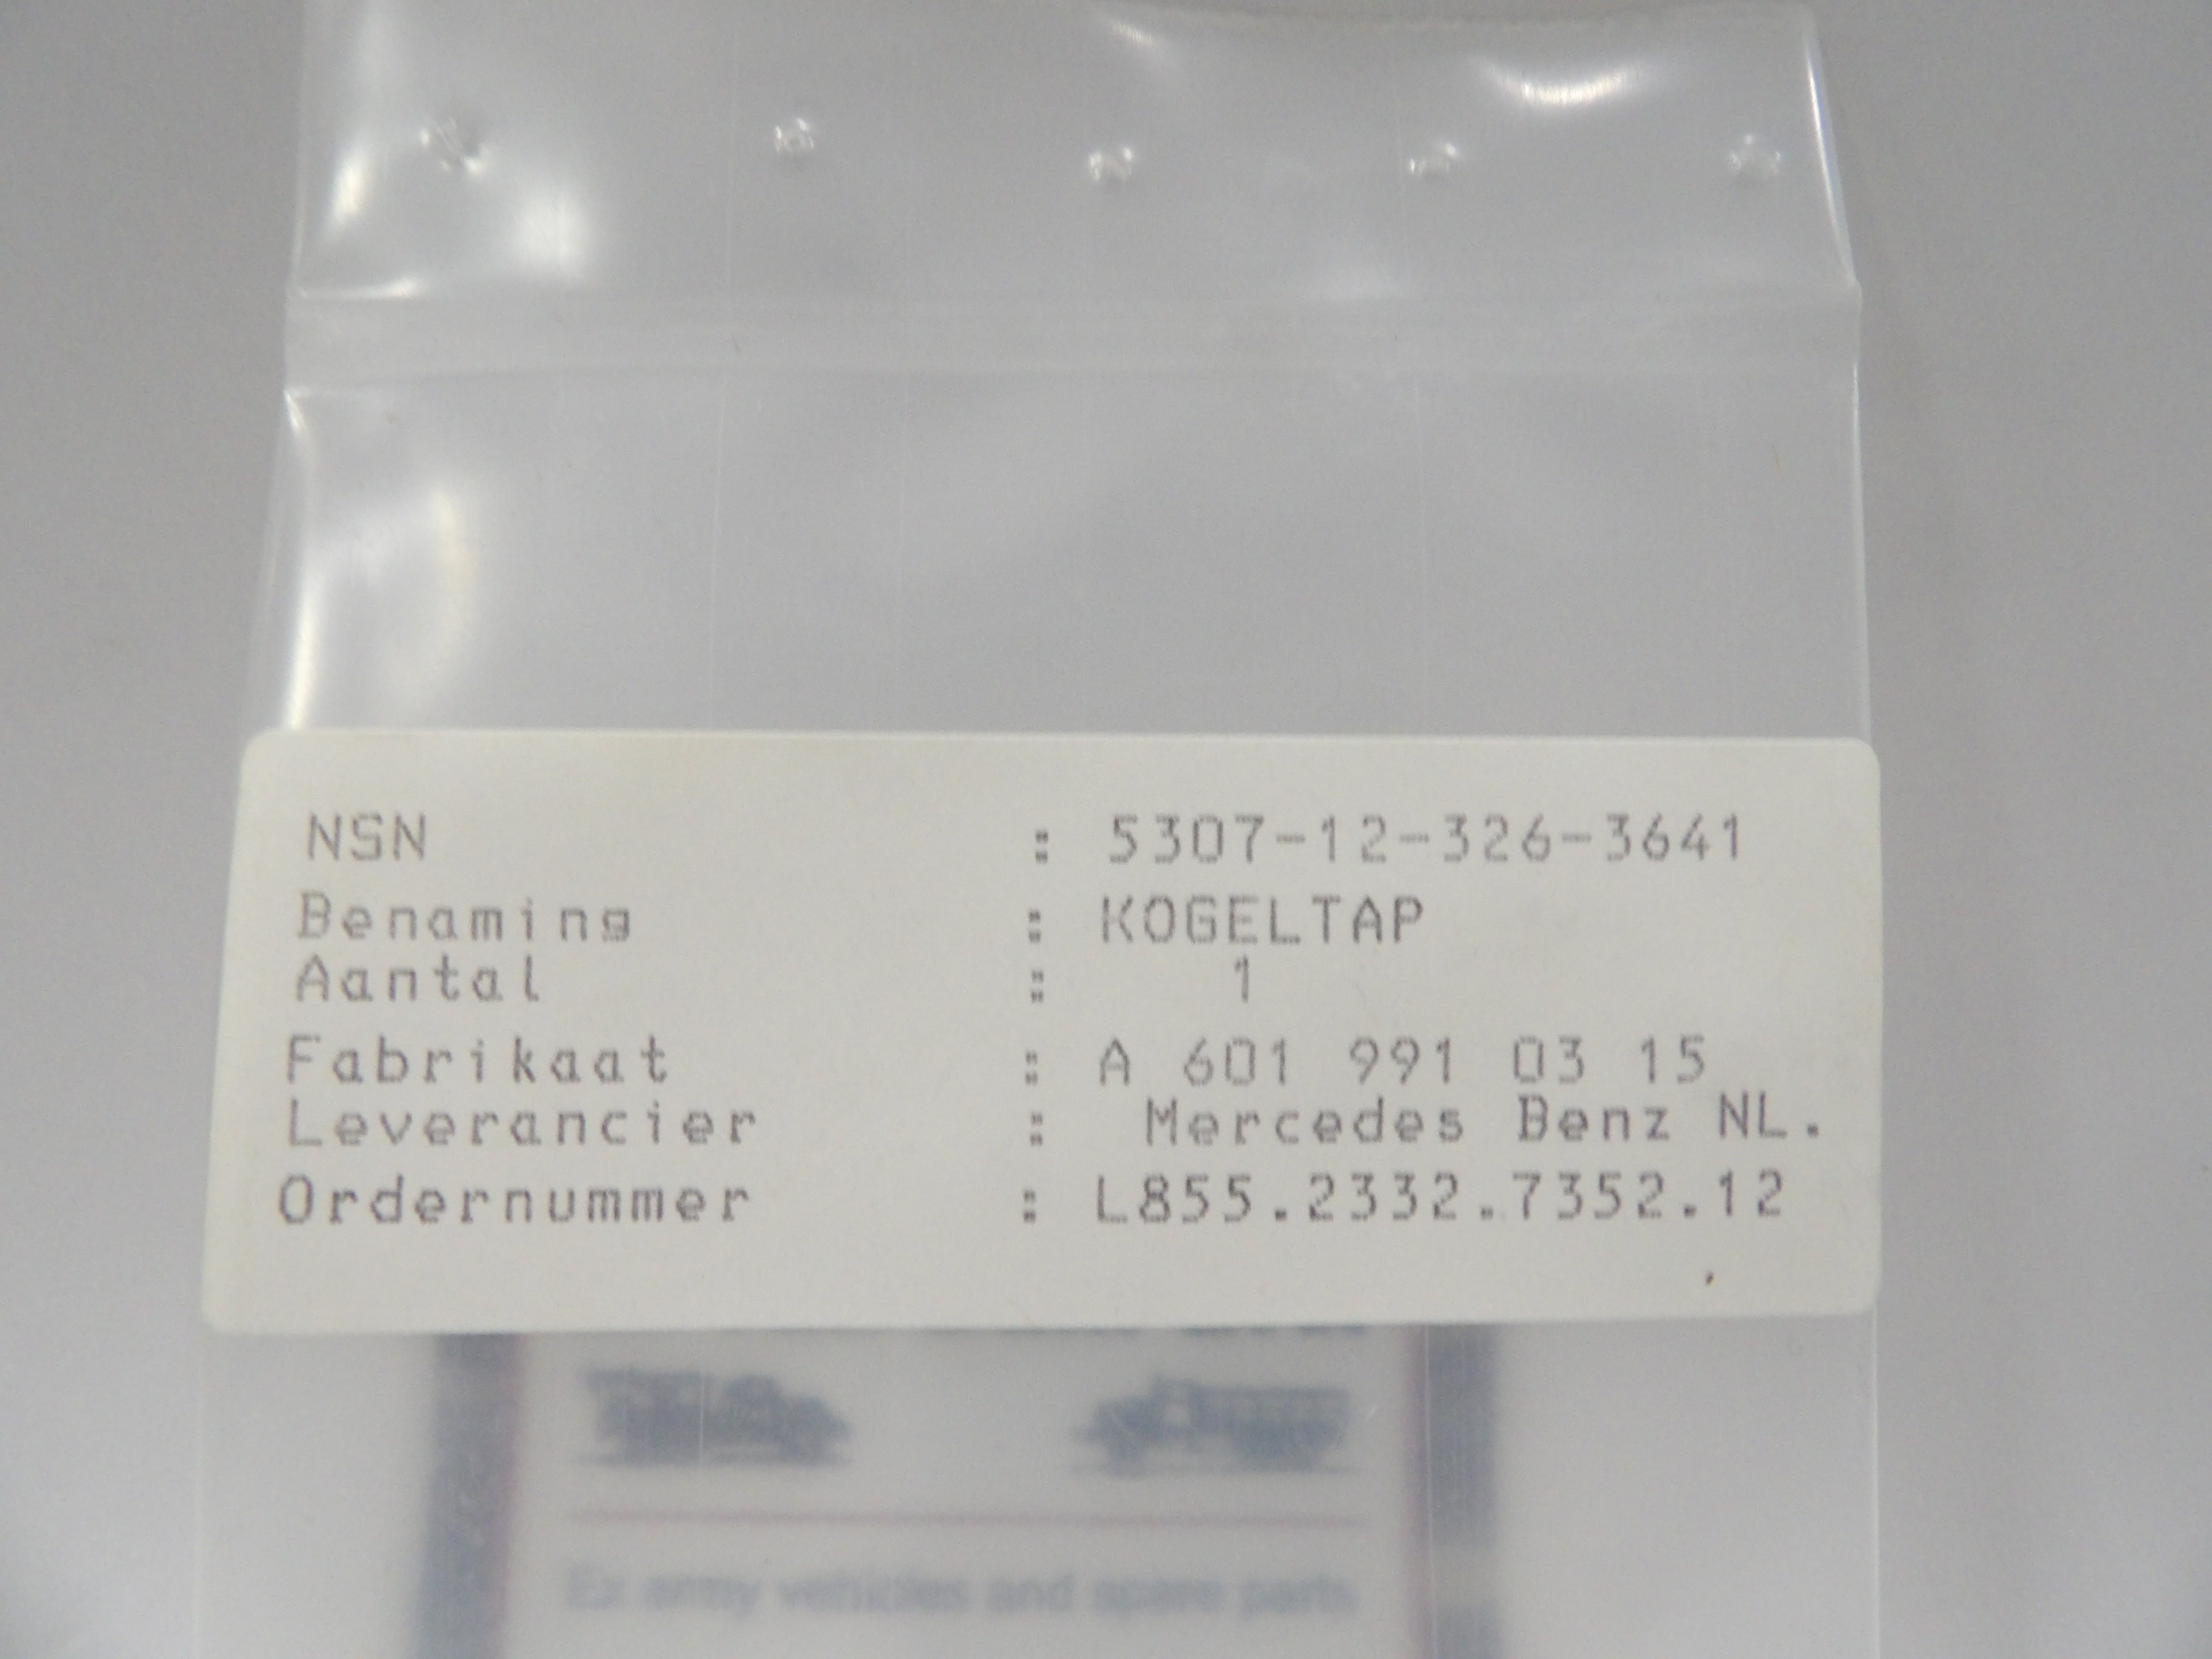 NSN : 5307-12-326-3641
Benaming : KOGELTAP
Aantal : 1
Fabrikaat : A 601 991 03 15
Leverancier : Mercedes Benz NL.
Ordernummer : L855.2332.7352.12
Ex army vehicles and spare parts